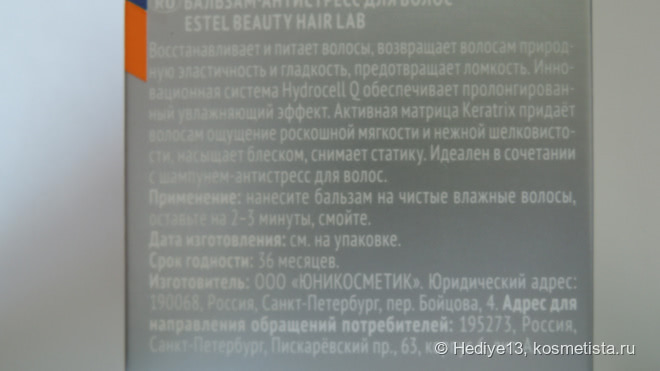 RU БАЛЬЗАМ-АНТИСТРЕСС ДЛЯ ВОЛОС
ESTEL BEAUTY HAIR LAB
Восстанавливает и питает волосы, возвращает волосам природ-
ную эластичность и гладкость, предотвращает ломкость. Инно-
вационная система Hydrocell Q обеспечивает пролонгирован-
ный увлажняющий эффект. Активная матрица Keratrix придаёт
волосам ощущение роскошной мягкости и нежной шелковисто-
сти, насыщает блеском, снимает статику. Идеален в сочетании
с шампунем-антистресс для волос.
Применение: нанесите бальзам на чистые влажные волосы,
оставьте на 2–3 минуты, смойте.
Дата изготовления: см. на упаковке.
Срок годности: 36 месяцев.
Изготовитель: ООО «ЮНИКОСМЕТИК». Юридический адрес:
190068, Россия, Санкт-Петербург, пер. Бойцова, 4. Адрес для
направления обращений потребителей: 195273, Россия,
Санкт-Петербург, Пискарёвский пр., 63,
© Hediye13, kosmetista.ru